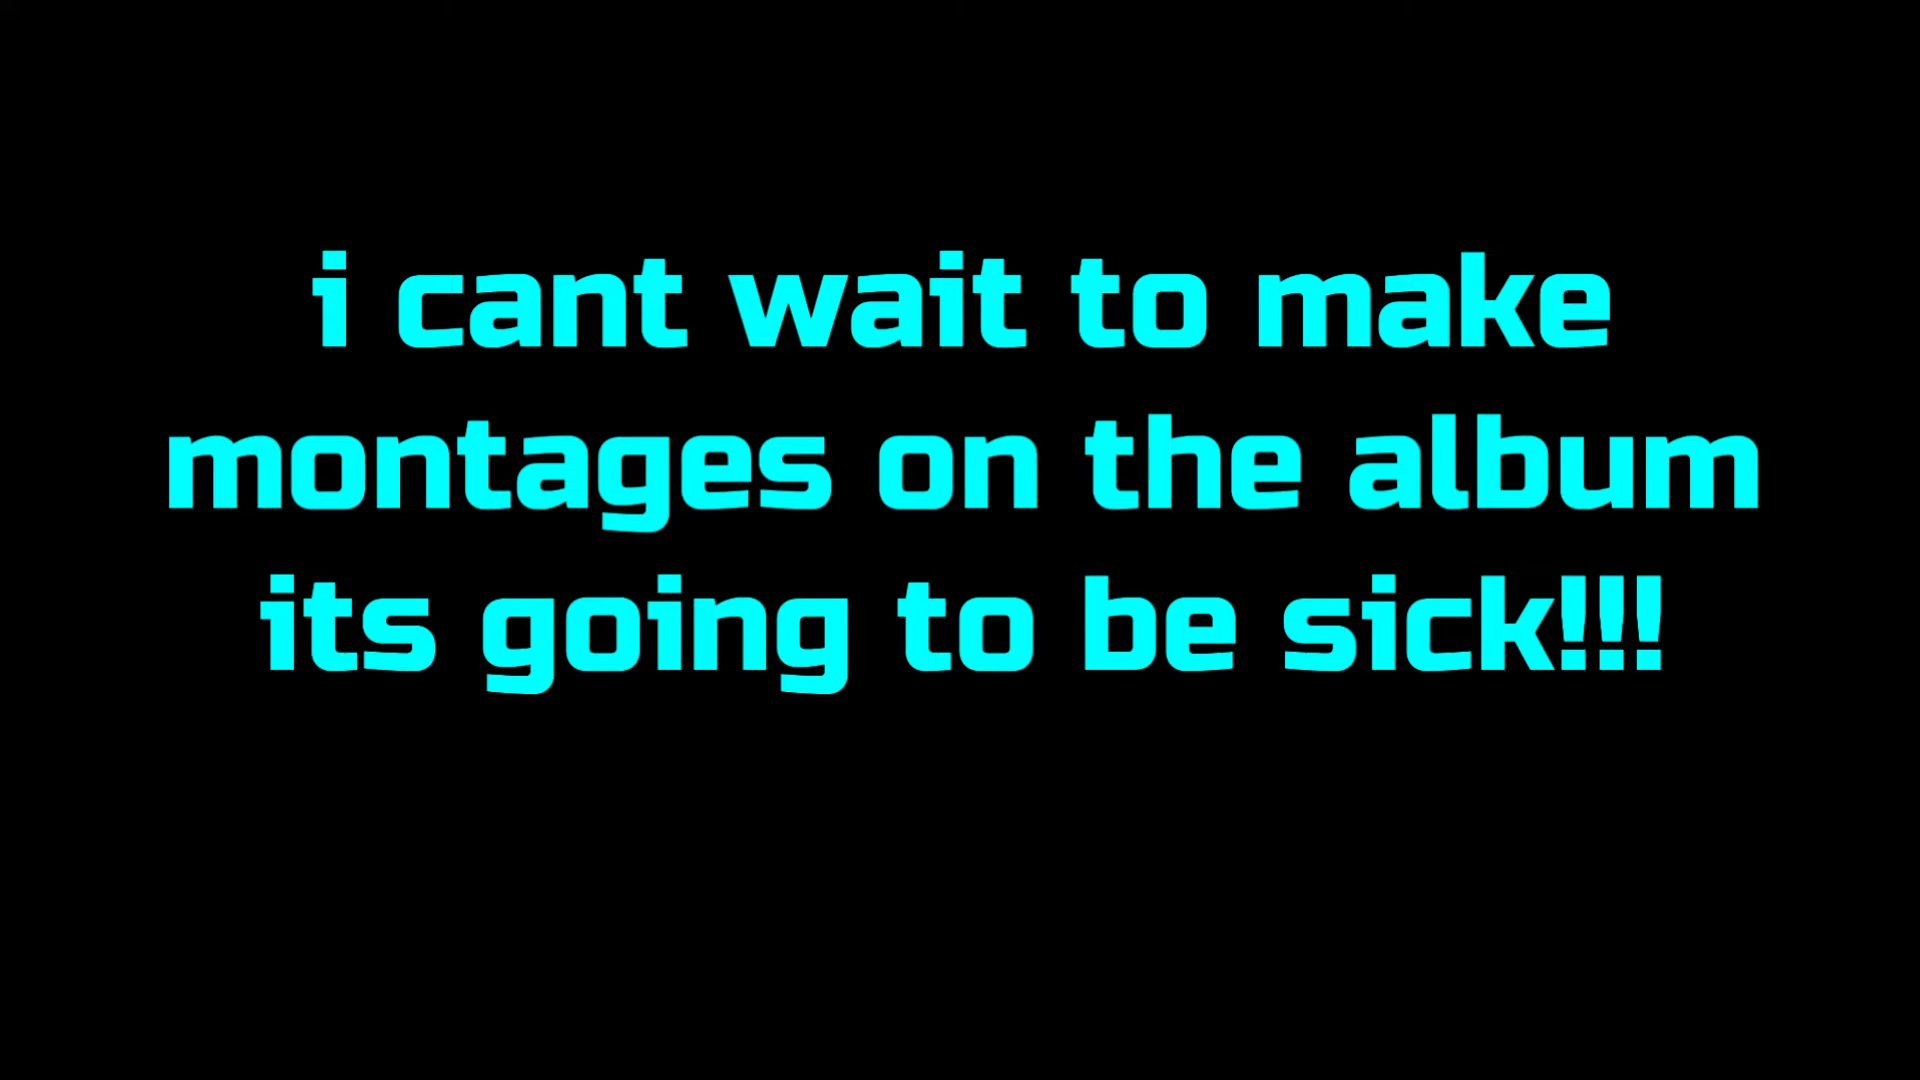 i cant wait to make
montages on the album
its going to be sick!!!